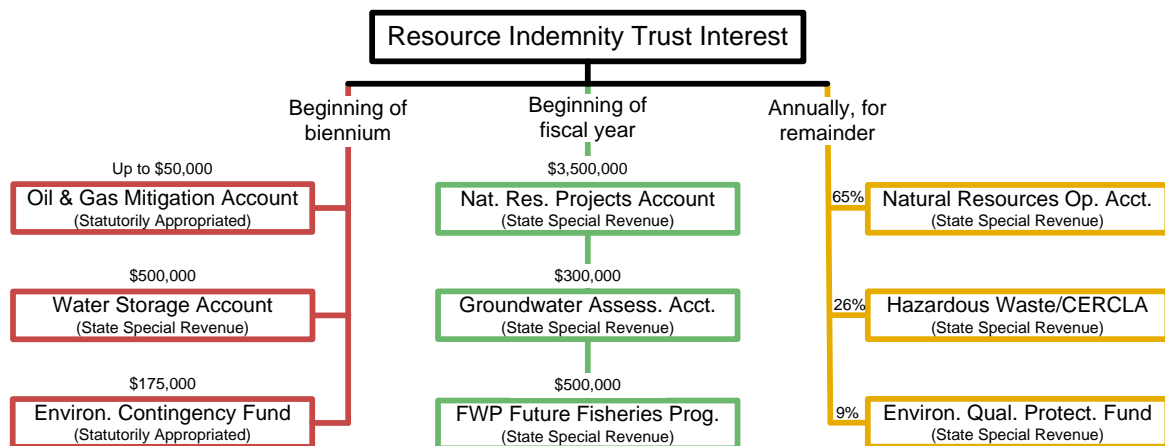 Resource Indemnity Trust Interest
Beginning of
biennium
Up to $50,000
Oil & Gas Mitigation Account
(Statutorily Appropriated)
$500,000
Water Storage Account
(State Special Revenue)
$175,000
Environ. Contingency Fund
(Statutorily Appropriated)
Beginning of
fiscal year
$3,500,000
Nat. Res. Projects Account
(State Special Revenue)
$300,000
Groundwater Assess. Acct.
(State Special Revenue)
$500,000
FWP Future Fisheries Prog.
(State Special Revenue)
Annually, for
remainder
65%
Natural Resources Op. Acct.
(State Special Revenue)
26%
Hazardous Waste/CERCLA
(State Special Revenue)
9%
Environ. Qual. Protect. Fund
(State Special Revenue)